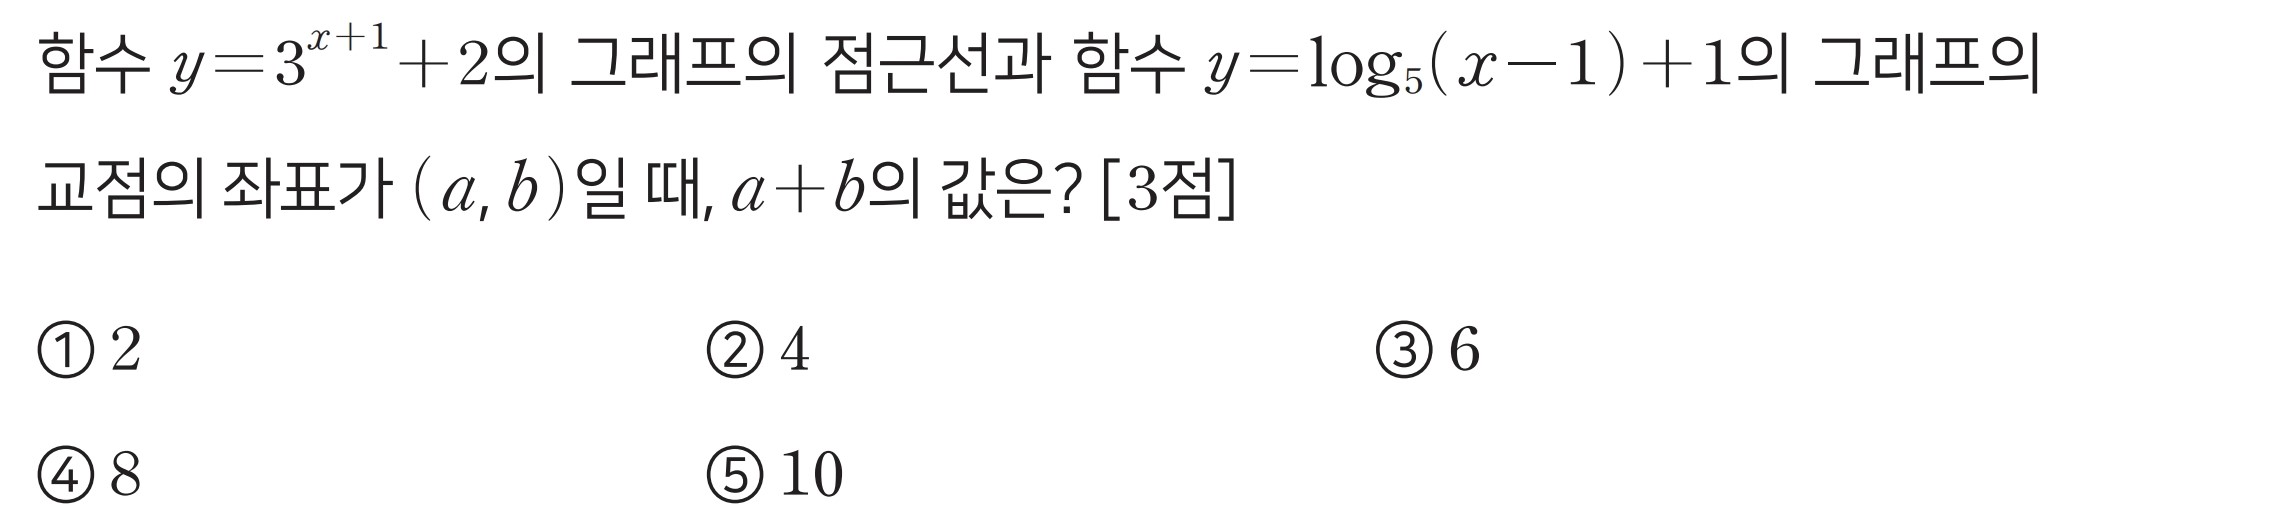 함수 $y=3^{x+1}+2$의 그래프의 점근선과 함수 $y=\log_5(x-1)+1$의 그래프의
교점의 좌표가 $(a, b)$일 때, $a+b$의 값은? [3점]
① 2 ② 4 ③ 6
④ 8 ⑤ 10